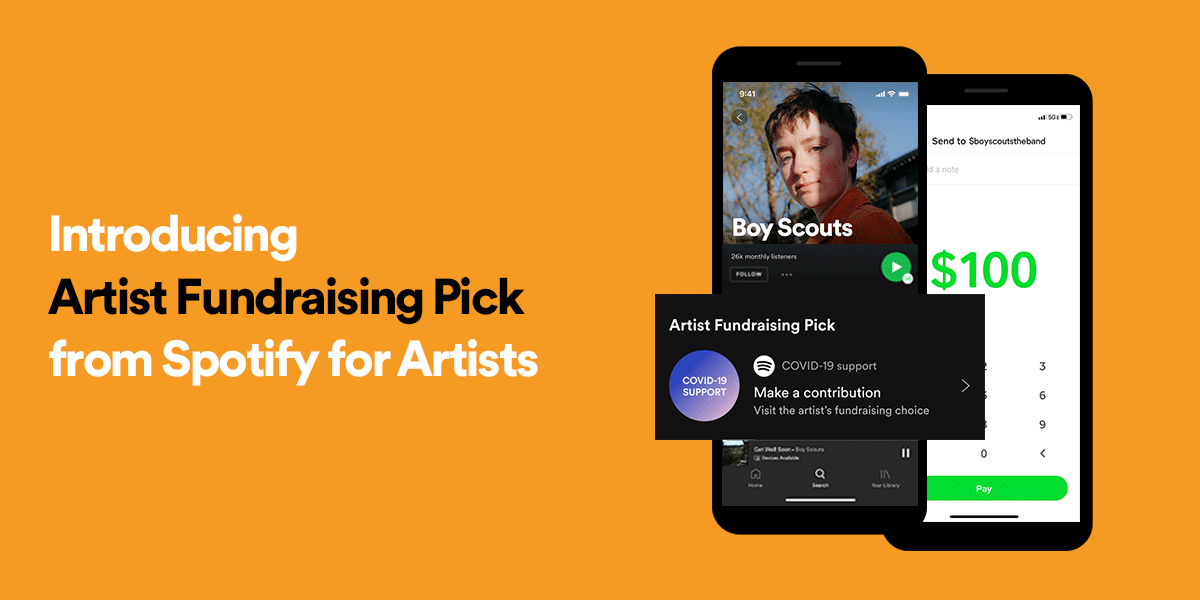 Introducing
Artist Fundraising Pick
from Spotify for Artists
9:41
Boy Scouts
26k monthly listeners
FOLLOW
Artist Fundraising Pick
COVID-19
SUPPORT
COVID-19 support
Make a contribution
Visit the artist's fundraising choice
Get Well Soon • Boy Scouts
Devices Available
Home
Search
Your Library
5GE
Send to $boyscoutstheband
d a note
$100
2 3
6
9
0 <
Pay